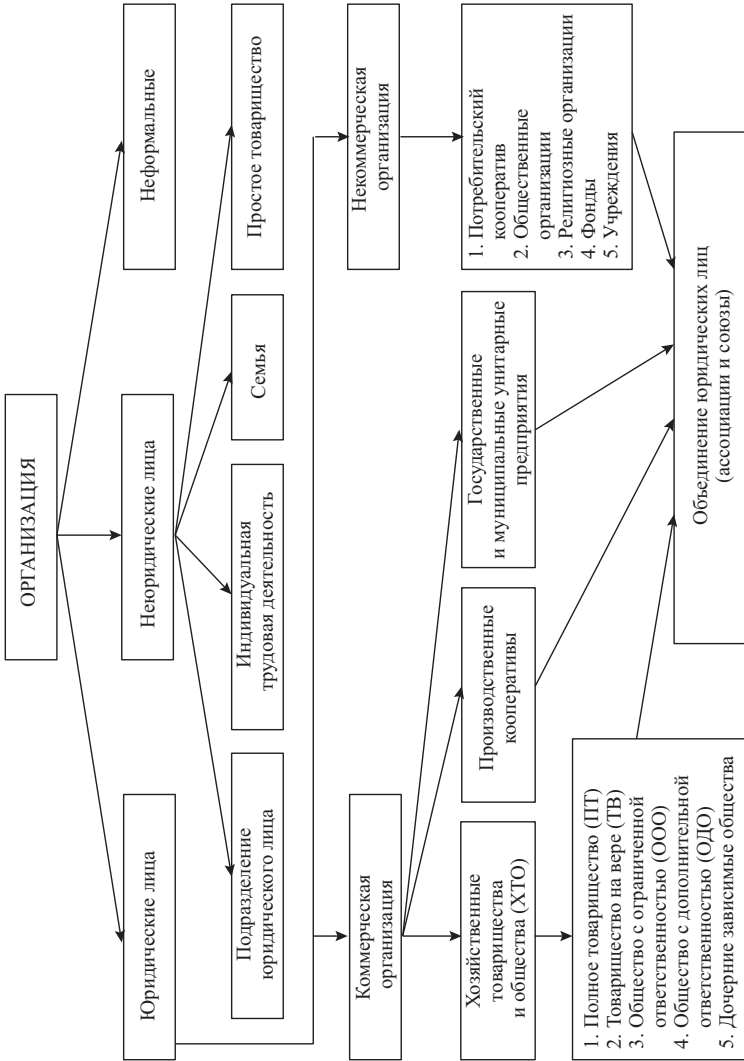 ОРГАНИЗАЦИЯ
Юридические лица
Неюридические лица
Неформальные
Подразделение
юридического лица
Индивидуальная
трудовая деятельность
Семья
Простое товарищество
Коммерческая
организация
Некоммерческая
организация
Хозяйственные
товарищества
и общества (ХТО)
Производственные
кооперативы
Государственные
и муниципальные унитарные
предприятия
1. Потребительский
кооператив
2. Общественные
организации
3. Религиозные организации
4. Фонды
5. Учреждения
1. Полное товарищество (ПТ)
2. Товарищество на вере (ТВ)
3. Общество с ограниченной
ответственностью (ООО)
4. Общество с дополнительной
ответственностью (ОДО)
5. Дочерние зависимые общества
Объединение юридических лиц
(ассоциации и союзы)